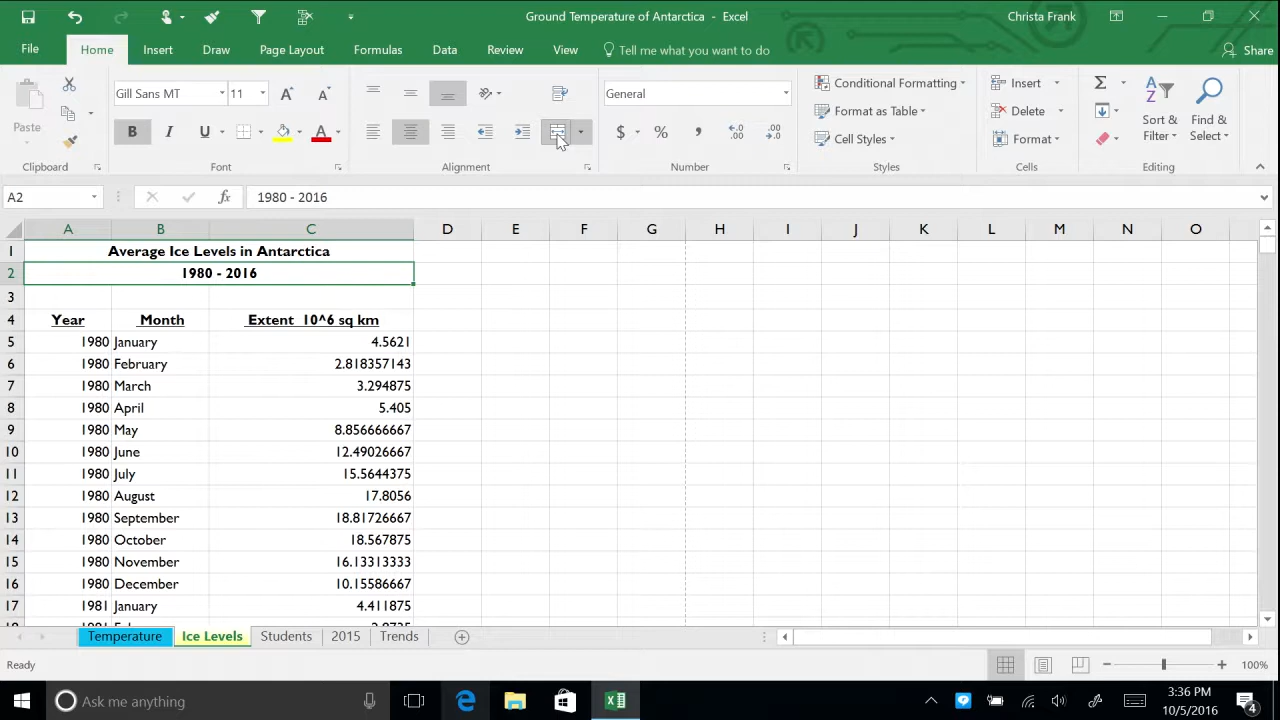 Ground Temperature of Antarctica - Excel
Christa Frank
File Home Insert Draw Page Layout Formulas Data Review View Tell me what you want to do Share
Paste
Gill Sans MT 11
B I U A
General
$ % , .00 .0
Conditional Formatting
Format as Table
Cell Styles
Insert
Delete
Format
Sort & Filter
Find & Select
Clipboard Font Alignment Number Styles Cells Editing
A2 fx 1980 - 2016
A B C D E F G H I J K L M N O
1 Average Ice Levels in Antarctica
2 1980 - 2016
3
4 Year Month Extent 10^6 sq km
5 1980 January 4.5621
6 1980 February 2.818357143
7 1980 March 3.294875
8 1980 April 5.405
9 1980 May 8.856666667
10 1980 June 12.49026667
11 1980 July 15.5644375
12 1980 August 17.8056
13 1980 September 18.81726667
14 1980 October 18.567875
15 1980 November 16.13313333
16 1980 December 10.15586667
17 1981 January 4.411875
Temperature Ice Levels Students 2015 Trends
Ready 100%
Ask me anything
3:36 PM
10/5/2016
4